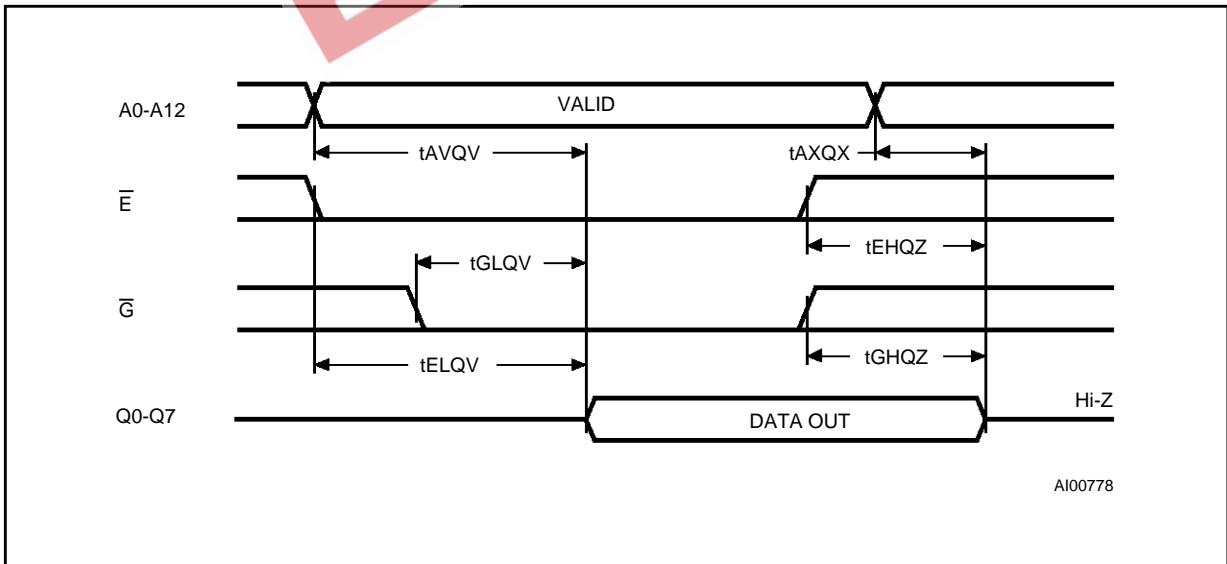 A0-A12
VALID
tAVQV
tAXQX
E̅
tEHQZ
tGLQV
G̅
tGHQZ
tELQV
Hi-Z
Q0-Q7
DATA OUT
AI00778